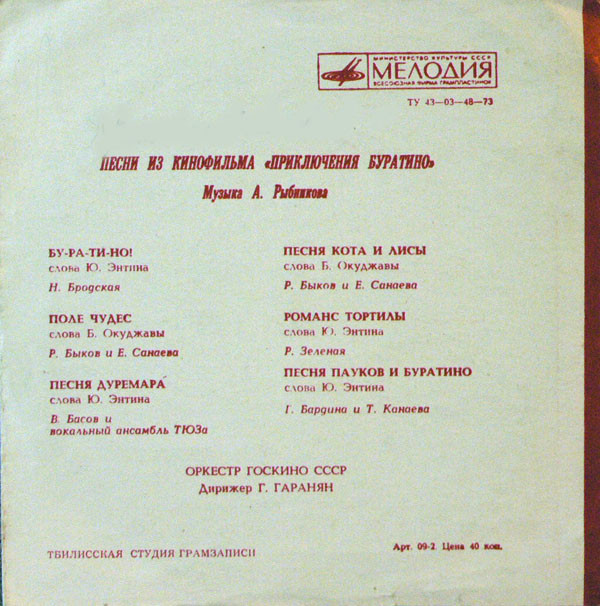 МИНИСТЕРСТВО КУЛЬТУРЫ СССР
МЕЛОДИЯ
ВСЕСОЮЗНАЯ ФИРМА ГРАМПЛАСТИНОК
ТУ 43—03—48—73
ПЕСНИ ИЗ КИНОФИЛЬМА «ПРИКЛЮЧЕНИЯ БУРАТИНО»
Музыка А. Рыбникова
БУ-РА-ТИ-НО!
слова Ю. Энтина
Н. Бродская
ПОЛЕ ЧУДЕС
слова Б. Окуджавы
Р. Быков и Е. Санаева
ПЕСНЯ ДУРЕМАРА
слова Ю. Энтина
В. Басов и
вокальный ансамбль ТЮЗа
ПЕСНЯ КОТА И ЛИСЫ
слова Б. Окуджавы
Р. Быков и Е. Санаева
РОМАНС ТОРТИЛЫ
слова Ю. Энтина
Р. Зеленая
ПЕСНЯ ПАУКОВ И БУРАТИНО
слова Ю. Энтина
Г. Бардина и Т. Канаева
ОРКЕСТР ГОСКИНО СССР
Дирижер Г. ГАРАНЯН
ТБИЛИССКАЯ СТУДИЯ ГРАМЗАПИСИ
Арт. 09-2. Цена 40 коп.